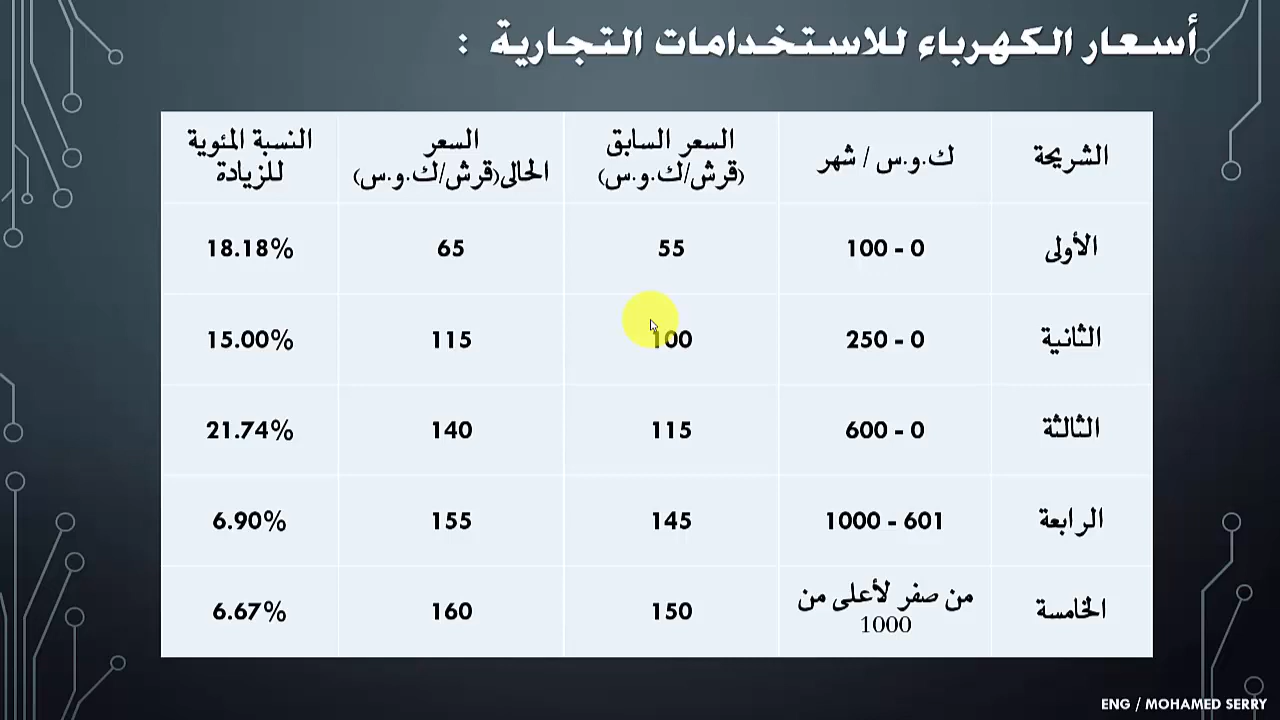 أسعار الكهرباء للاستخدامات التجارية :
الشريحة
ك.و.س / شهر
السعر السابق
(قرش/ك.و.س)
السعر
الحالى(قرش/ك.و.س)
النسبة المئوية
للزيادة
الأولى
0 - 100
55
65
18.18%
الثانية
0 - 250
100
115
15.00%
الثالثة
0 - 600
115
140
21.74%
الرابعة
601 - 1000
145
155
6.90%
الخامسة
من صفر لأعلى من
1000
150
160
6.67%
ENG / MOHAMED SERRY